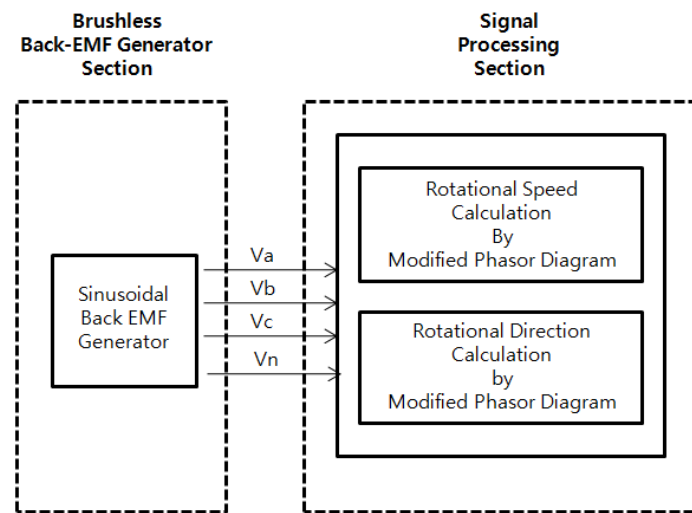 Brushless
Back-EMF Generator
Section
Signal
Processing
Section
Sinusoidal
Back EMF
Generator
Va
Vb
Vc
Vn
Rotational Speed
Calculation
By
Modified Phasor Diagram
Rotational Direction
Calculation
by
Modified Phasor Diagram